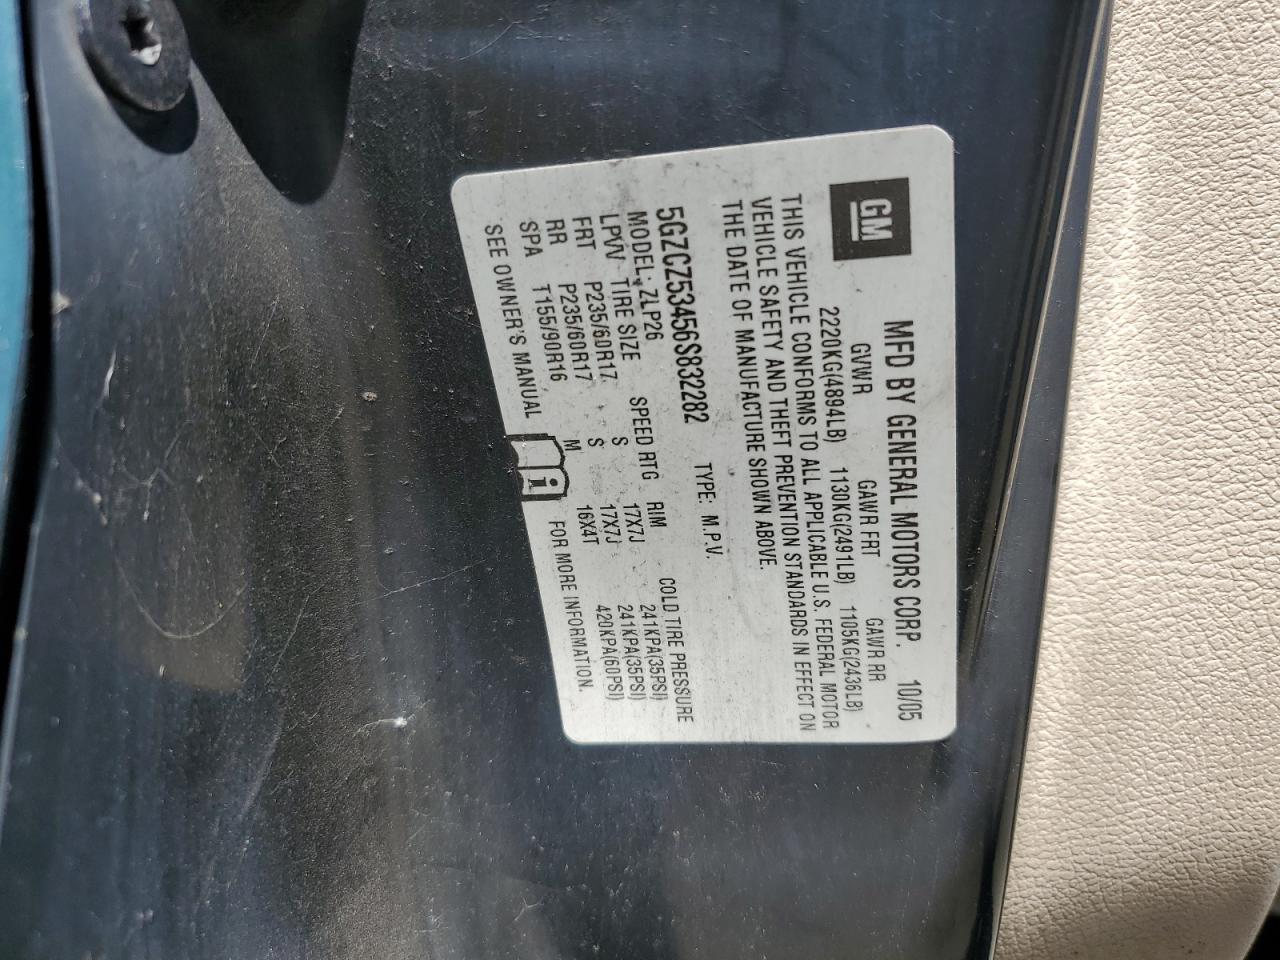 GM
MFD BY GENERAL MOTORS CORP. 10/05
GVWR GAWR FRT GAWR RR
2220KG(4894LB) 1130KG(2491LB) 1105KG(2436LB)
THIS VEHICLE CONFORMS TO ALL APPLICABLE U.S. FEDERAL MOTOR
VEHICLE SAFETY AND THEFT PREVENTION STANDARDS IN EFFECT ON
THE DATE OF MANUFACTURE SHOWN ABOVE.
5GZCZ53456S832282 TYPE: M.P.V.
MODEL: ZLP26
LPVV TIRE SIZE SPEED RTG RIM COLD TIRE PRESSURE
FRT P235/60R17 S 17X7J 241KPA(35PSI)
RR P235/60R17 S 17X7J 241KPA(35PSI)
SPA T155/90R16 M 16X4T 420KPA(60PSI)
SEE OWNER'S MANUAL i FOR MORE INFORMATION.